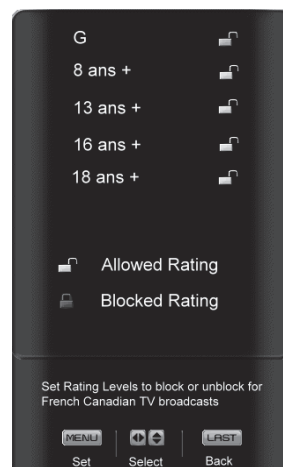 G
8 ans +
13 ans +
16 ans +
18 ans +
Allowed Rating
Blocked Rating
Set Rating Levels to block or unblock for
French Canadian TV broadcasts
MENU LAST
Set Select Back